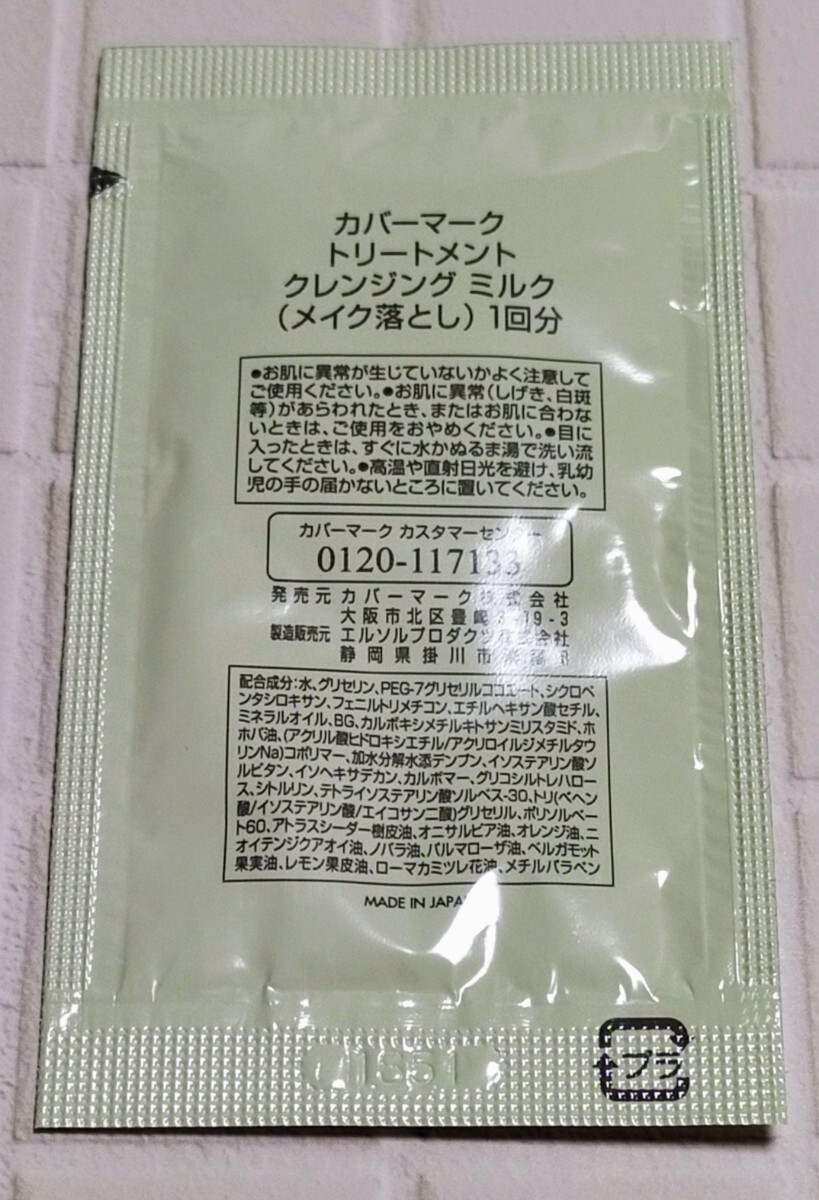 カバーマーク
トリートメント
クレンジング ミルク
(メイク落とし) 1回分
●お肌に異常が生じていないかよく注意して
ご使用ください。●お肌に異常(しげき、白斑
等)があらわれたとき、またはお肌に合わな
いときは、ご使用をおやめください。●目に
入ったときは、すぐに水かぬるま湯で洗い流
してください。●高温や直射日光を避け、乳幼
児の手の届かないところに置いてください。
カバーマーク カスタマーセンター
0120-117133
発売元 カバーマーク株式会社
大阪市北区豊崎3-19-3
製造販売元 エルソルプロダクツ株式会社
静岡県掛川市
配合成分:水、グリセリン、PEG-7グリセリルココエート、シクロペ
ンタシロキサン、フェニルトリメチコン、エチルヘキサン酸セチル、
ミネラルオイル、BG、カルボキシメチルキトサンミリスタミド、ホ
ホバ油、(アクリル酸ヒドロキシエチル/アクリロイルジメチルタウ
リンNa)コポリマー、加水分解水添デンプン、イソステアリン酸ソ
ルビタン、イソヘキサデカン、カルボマー、グリコシルトレハロー
ス、シトルリン、テトライソステアリン酸ソルベス-30、トリ(ベヘン
酸/イソステアリン酸/エイコサン二酸)グリセリル、ポリソルベ
ート60、アトラスシーダー樹皮油、オニサルビア油、オレンジ油、ニ
オイテンジクアオイ油、ノバラ油、パルマローザ油、ベルガモット
果実油、レモン果皮油、ローマカミツレ花油、メチルパラベン
MADE IN JAPAN
プラ